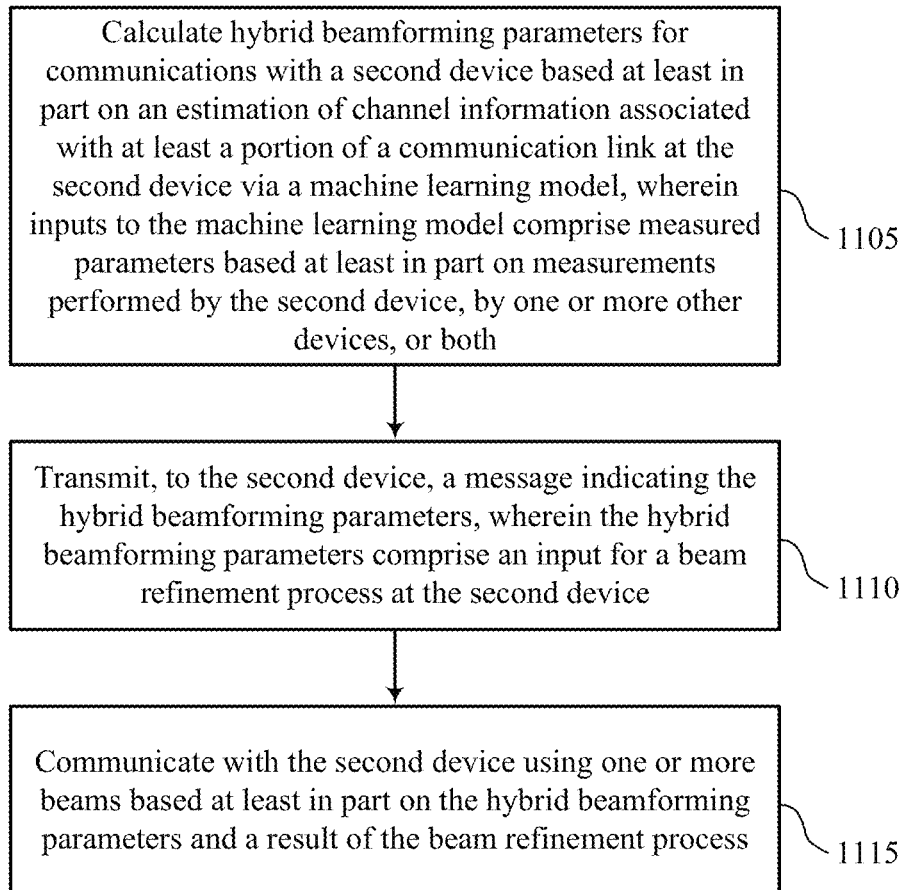 Calculate hybrid beamforming parameters for
communications with a second device based at least in
part on an estimation of channel information associated
with at least a portion of a communication link at the
second device via a machine learning model, wherein
inputs to the machine learning model comprise measured
parameters based at least in part on measurements
performed by the second device, by one or more other
devices, or both
1105
Transmit, to the second device, a message indicating the
hybrid beamforming parameters, wherein the hybrid
beamforming parameters comprise an input for a beam
refinement process at the second device
1110
Communicate with the second device using one or more
beams based at least in part on the hybrid beamforming
parameters and a result of the beam refinement process
1115